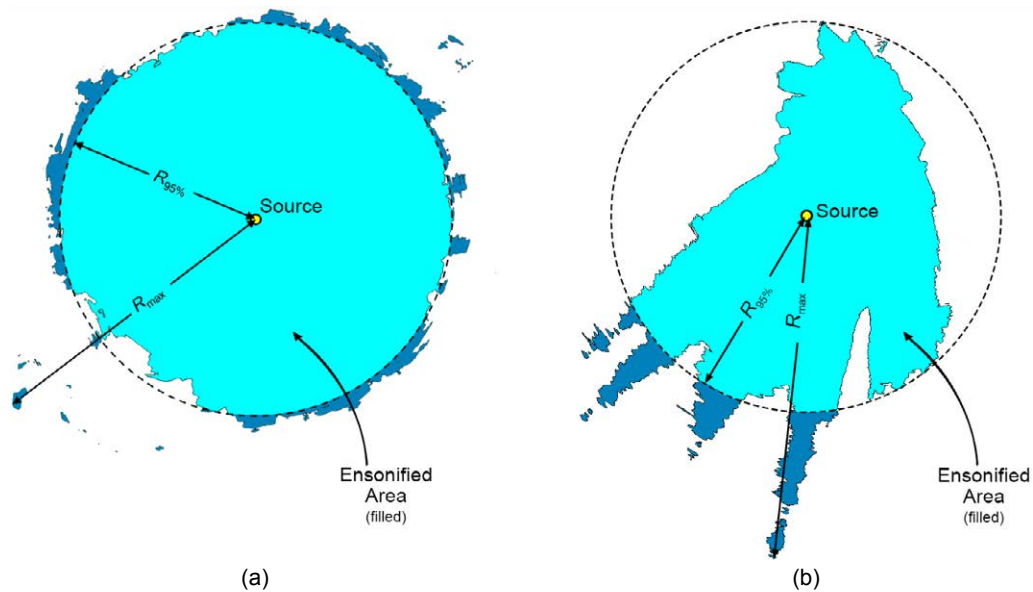 R95%
Source
Rmax
Ensonified
Area
(filled)
(a)
Source
R95%
Rmax
Ensonified
Area
(filled)
(b)